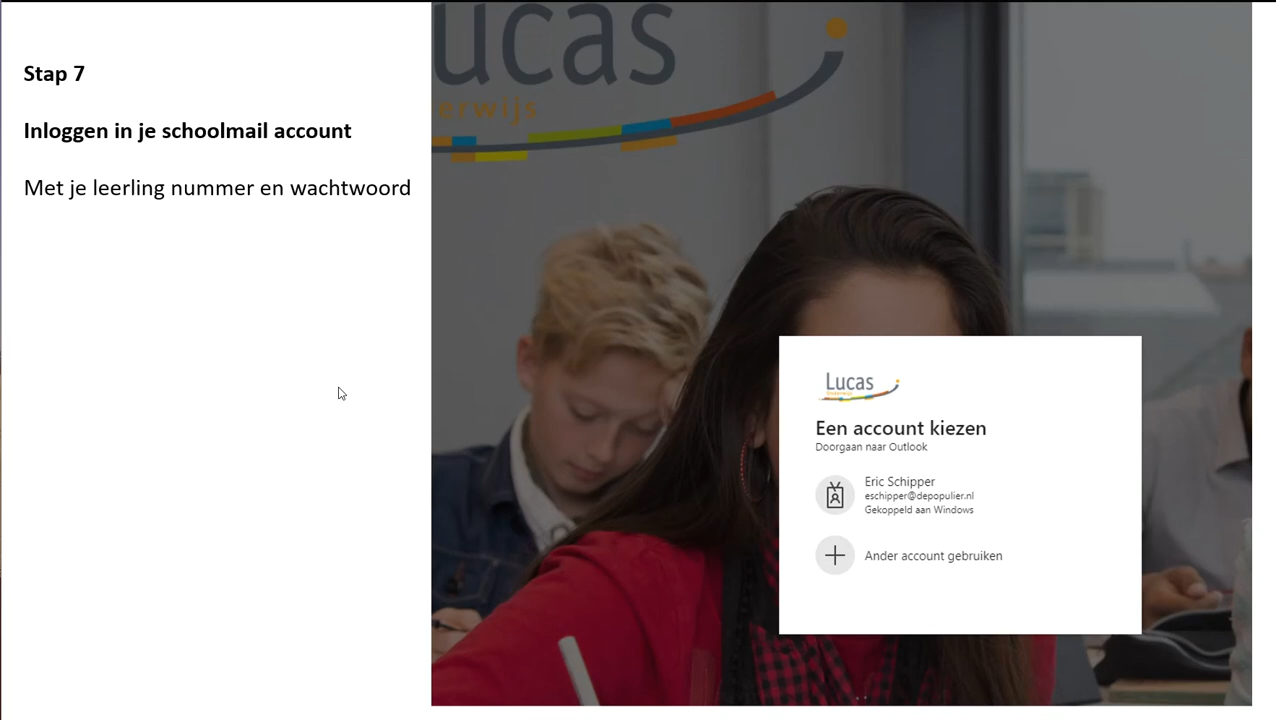 Stap 7
Inloggen in je schoolmail account
Met je leerling nummer en wachtwoord
ucas
erwijs
Lucas
Onderwijs
Een account kiezen
Doorgaan naar Outlook
Eric Schipper
eschipper@depopulier.nl
Gekoppeld aan Windows
Ander account gebruiken